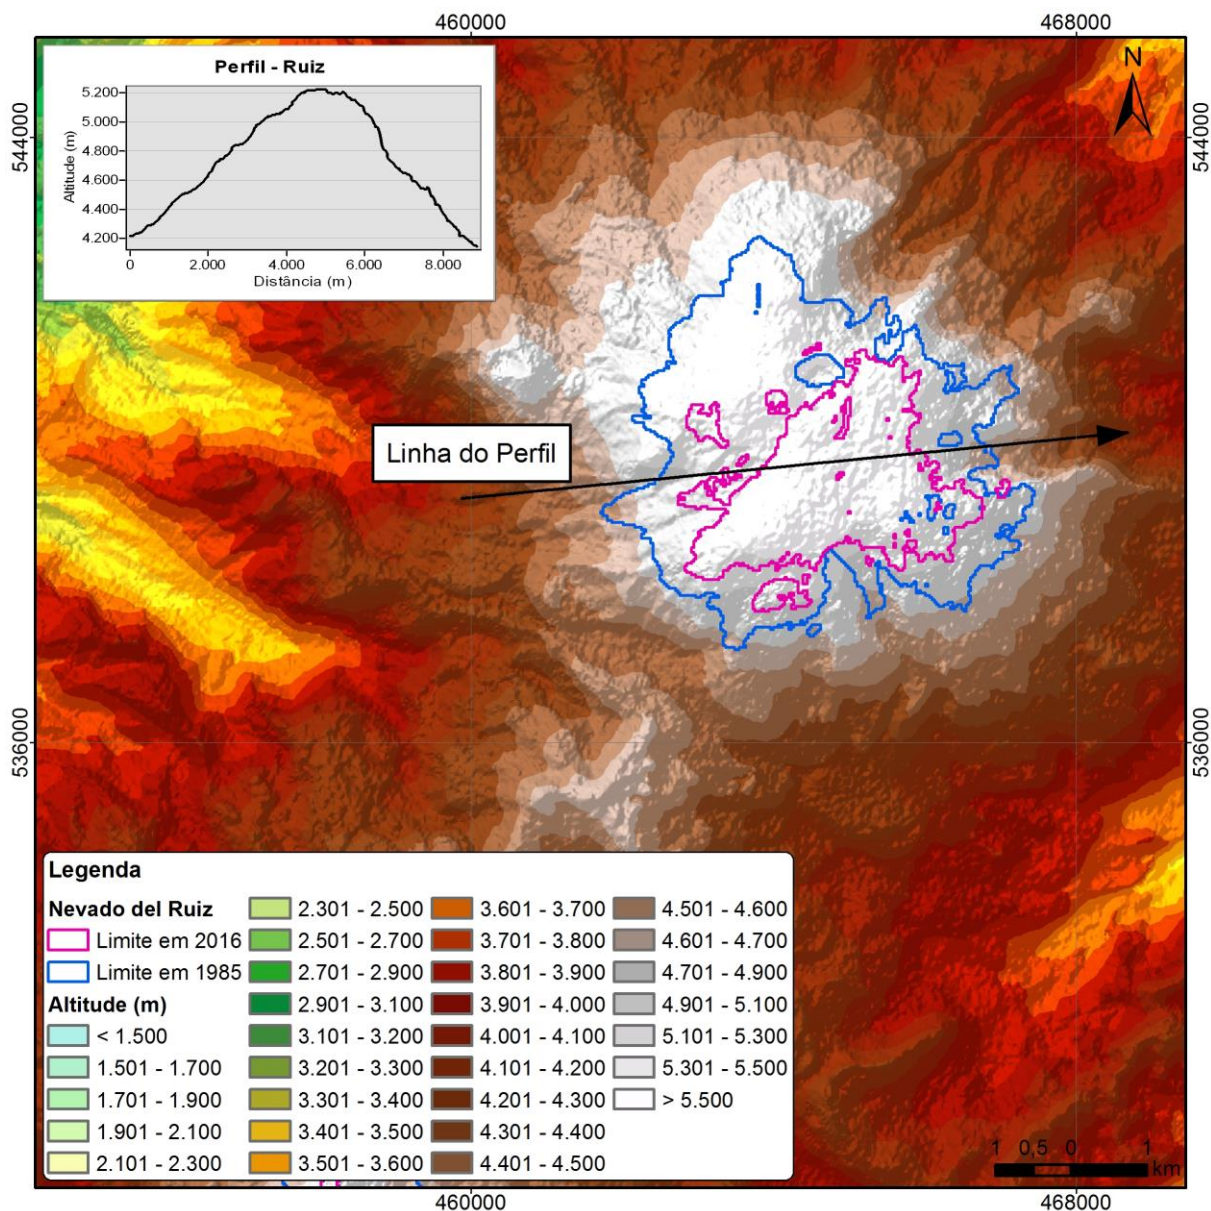 460000
468000
544000
544000
Perfil - Ruiz
Altitude (m)
5.200
5.000
4.800
4.600
4.400
4.200
0
2.000
4.000
6.000
8.000
Distância (m)
N
Linha do Perfil
536000
536000
Legenda
Nevado del Ruiz
Limite em 2016
Limite em 1985
Altitude (m)
< 1.500
1.501 - 1.700
1.701 - 1.900
1.901 - 2.100
2.101 - 2.300
2.301 - 2.500
2.501 - 2.700
2.701 - 2.900
2.901 - 3.100
3.101 - 3.200
3.201 - 3.300
3.301 - 3.400
3.401 - 3.500
3.501 - 3.600
3.601 - 3.700
3.701 - 3.800
3.801 - 3.900
3.901 - 4.000
4.001 - 4.100
4.101 - 4.200
4.201 - 4.300
4.301 - 4.400
4.401 - 4.500
4.501 - 4.600
4.601 - 4.700
4.701 - 4.900
4.901 - 5.100
5.101 - 5.300
5.301 - 5.500
> 5.500
1 0,5 0 1
km
460000
468000